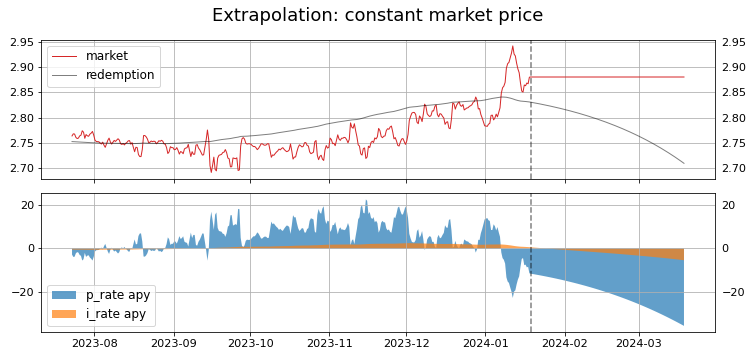 Extrapolation: constant market price
2.95 2.95
market
2.90 2.90
redemption
2.85 2.85
2.80 2.80
2.75 2.75
2.70 2.70
20 20
0 0
−20 −20
p_rate apy
i_rate apy
2023-08 2023-09 2023-10 2023-11 2023-12 2024-01 2024-02 2024-03